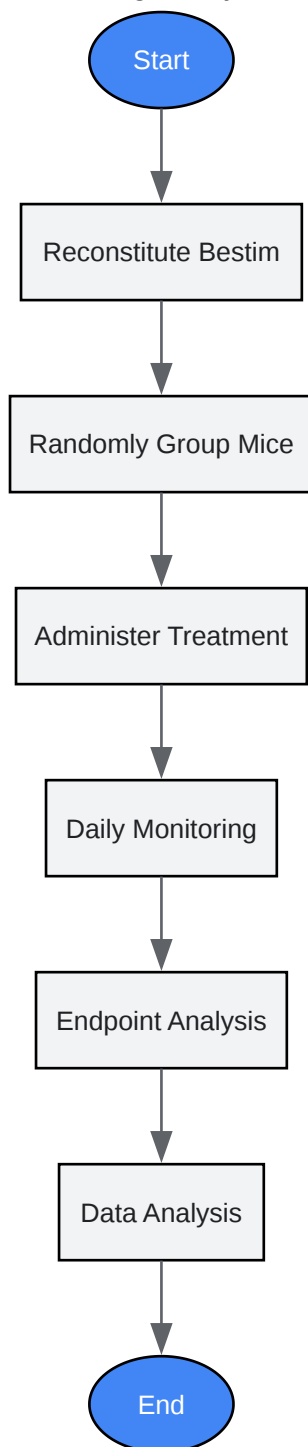 Start
Reconstitute Bestim
Randomly Group Mice
Administer Treatment
Daily Monitoring
Endpoint Analysis
Data Analysis
End